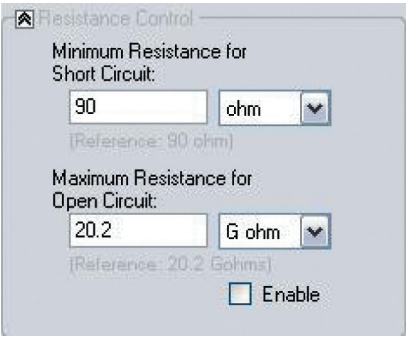 Resistance Control
Minimum Resistance for
Short Circuit:
90 ohm
(Reference: 90 ohm)
Maximum Resistance for
Open Circuit:
20.2 G ohm
(Reference: 20.2 Gohms)
Enable